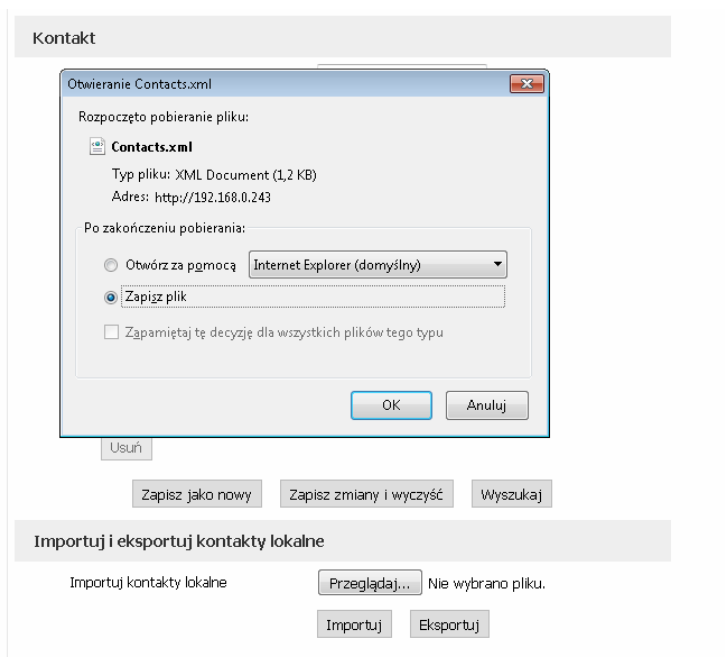 Kontakt
Otwieranie Contacts.xml
Rozpoczęto pobieranie pliku:
Contacts.xml
Typ pliku: XML Document (1,2 KB)
Adres: http://192.168.0.243
Po zakończeniu pobierania:
Otwórz za pomocą Internet Explorer (domyślny)
Zapisz plik
Zapamiętaj tę decyzję dla wszystkich plików tego typu
OK Anuluj
Usuń
Zapisz jako nowy Zapisz zmiany i wyczyść Wyszukaj
Importuj i eksportuj kontakty lokalne
Importuj kontakty lokalne Przeglądaj... Nie wybrano pliku.
Importuj Eksportuj